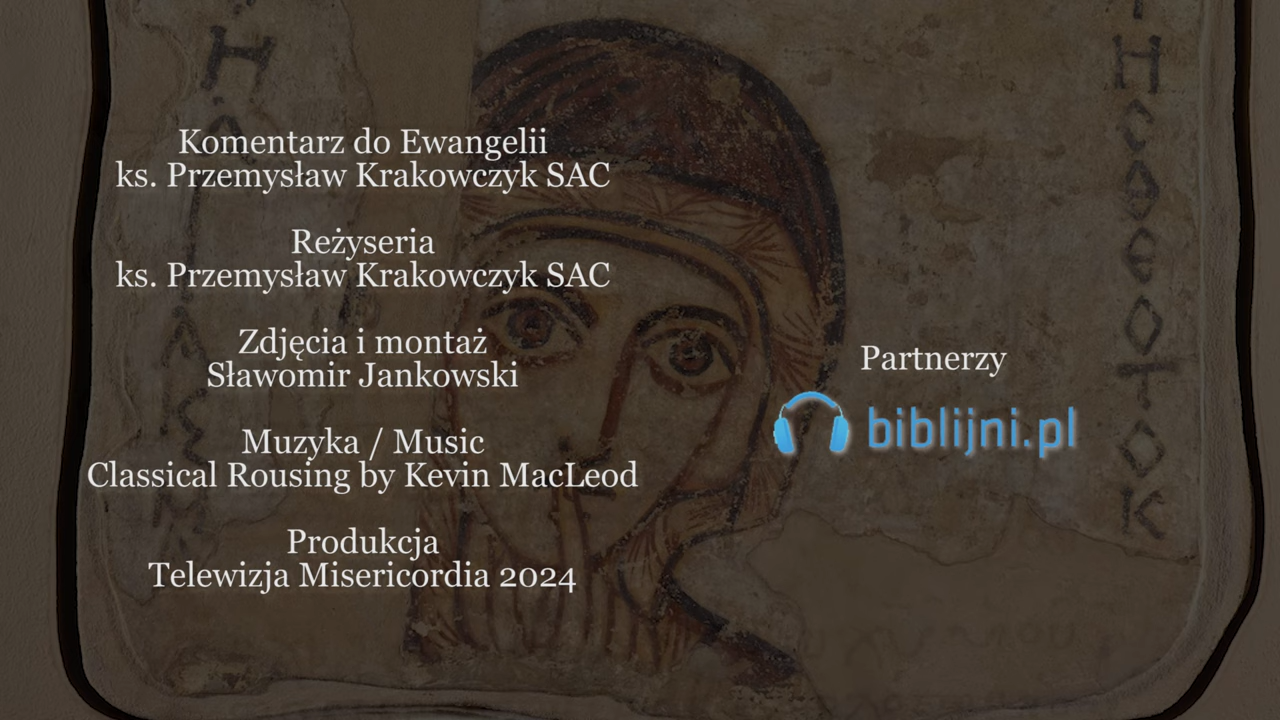 Komentarz do Ewangelii
ks. Przemysław Krakowczyk SAC
Reżyseria
ks. Przemysław Krakowczyk SAC
Zdjęcia i montaż
Sławomir Jankowski
Muzyka / Music
Classical Rousing by Kevin MacLeod
Produkcja
Telewizja Misericordia 2024
Partnerzy
biblijni.pl